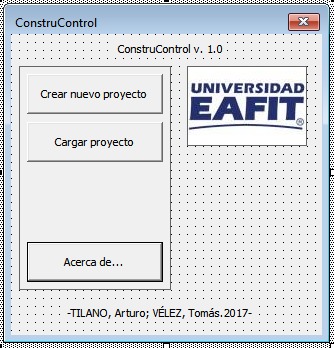 ConstruControl
ConstruControl v. 1.0
Crear nuevo proyecto
Cargar proyecto
Acerca de...
UNIVERSIDAD
EAFIT®
-TILANO, Arturo; VÉLEZ, Tomás.2017-